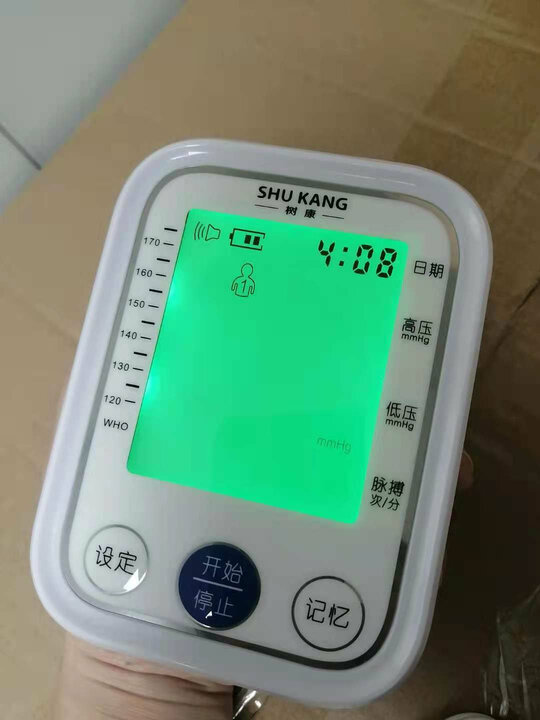 SHU KANG
树康
4:08
日期
1
170
160
150
140
130
120
WHO
高压
mmHg
低压
mmHg
mmHg
脉搏
次/分
设定
开始
停止
记忆